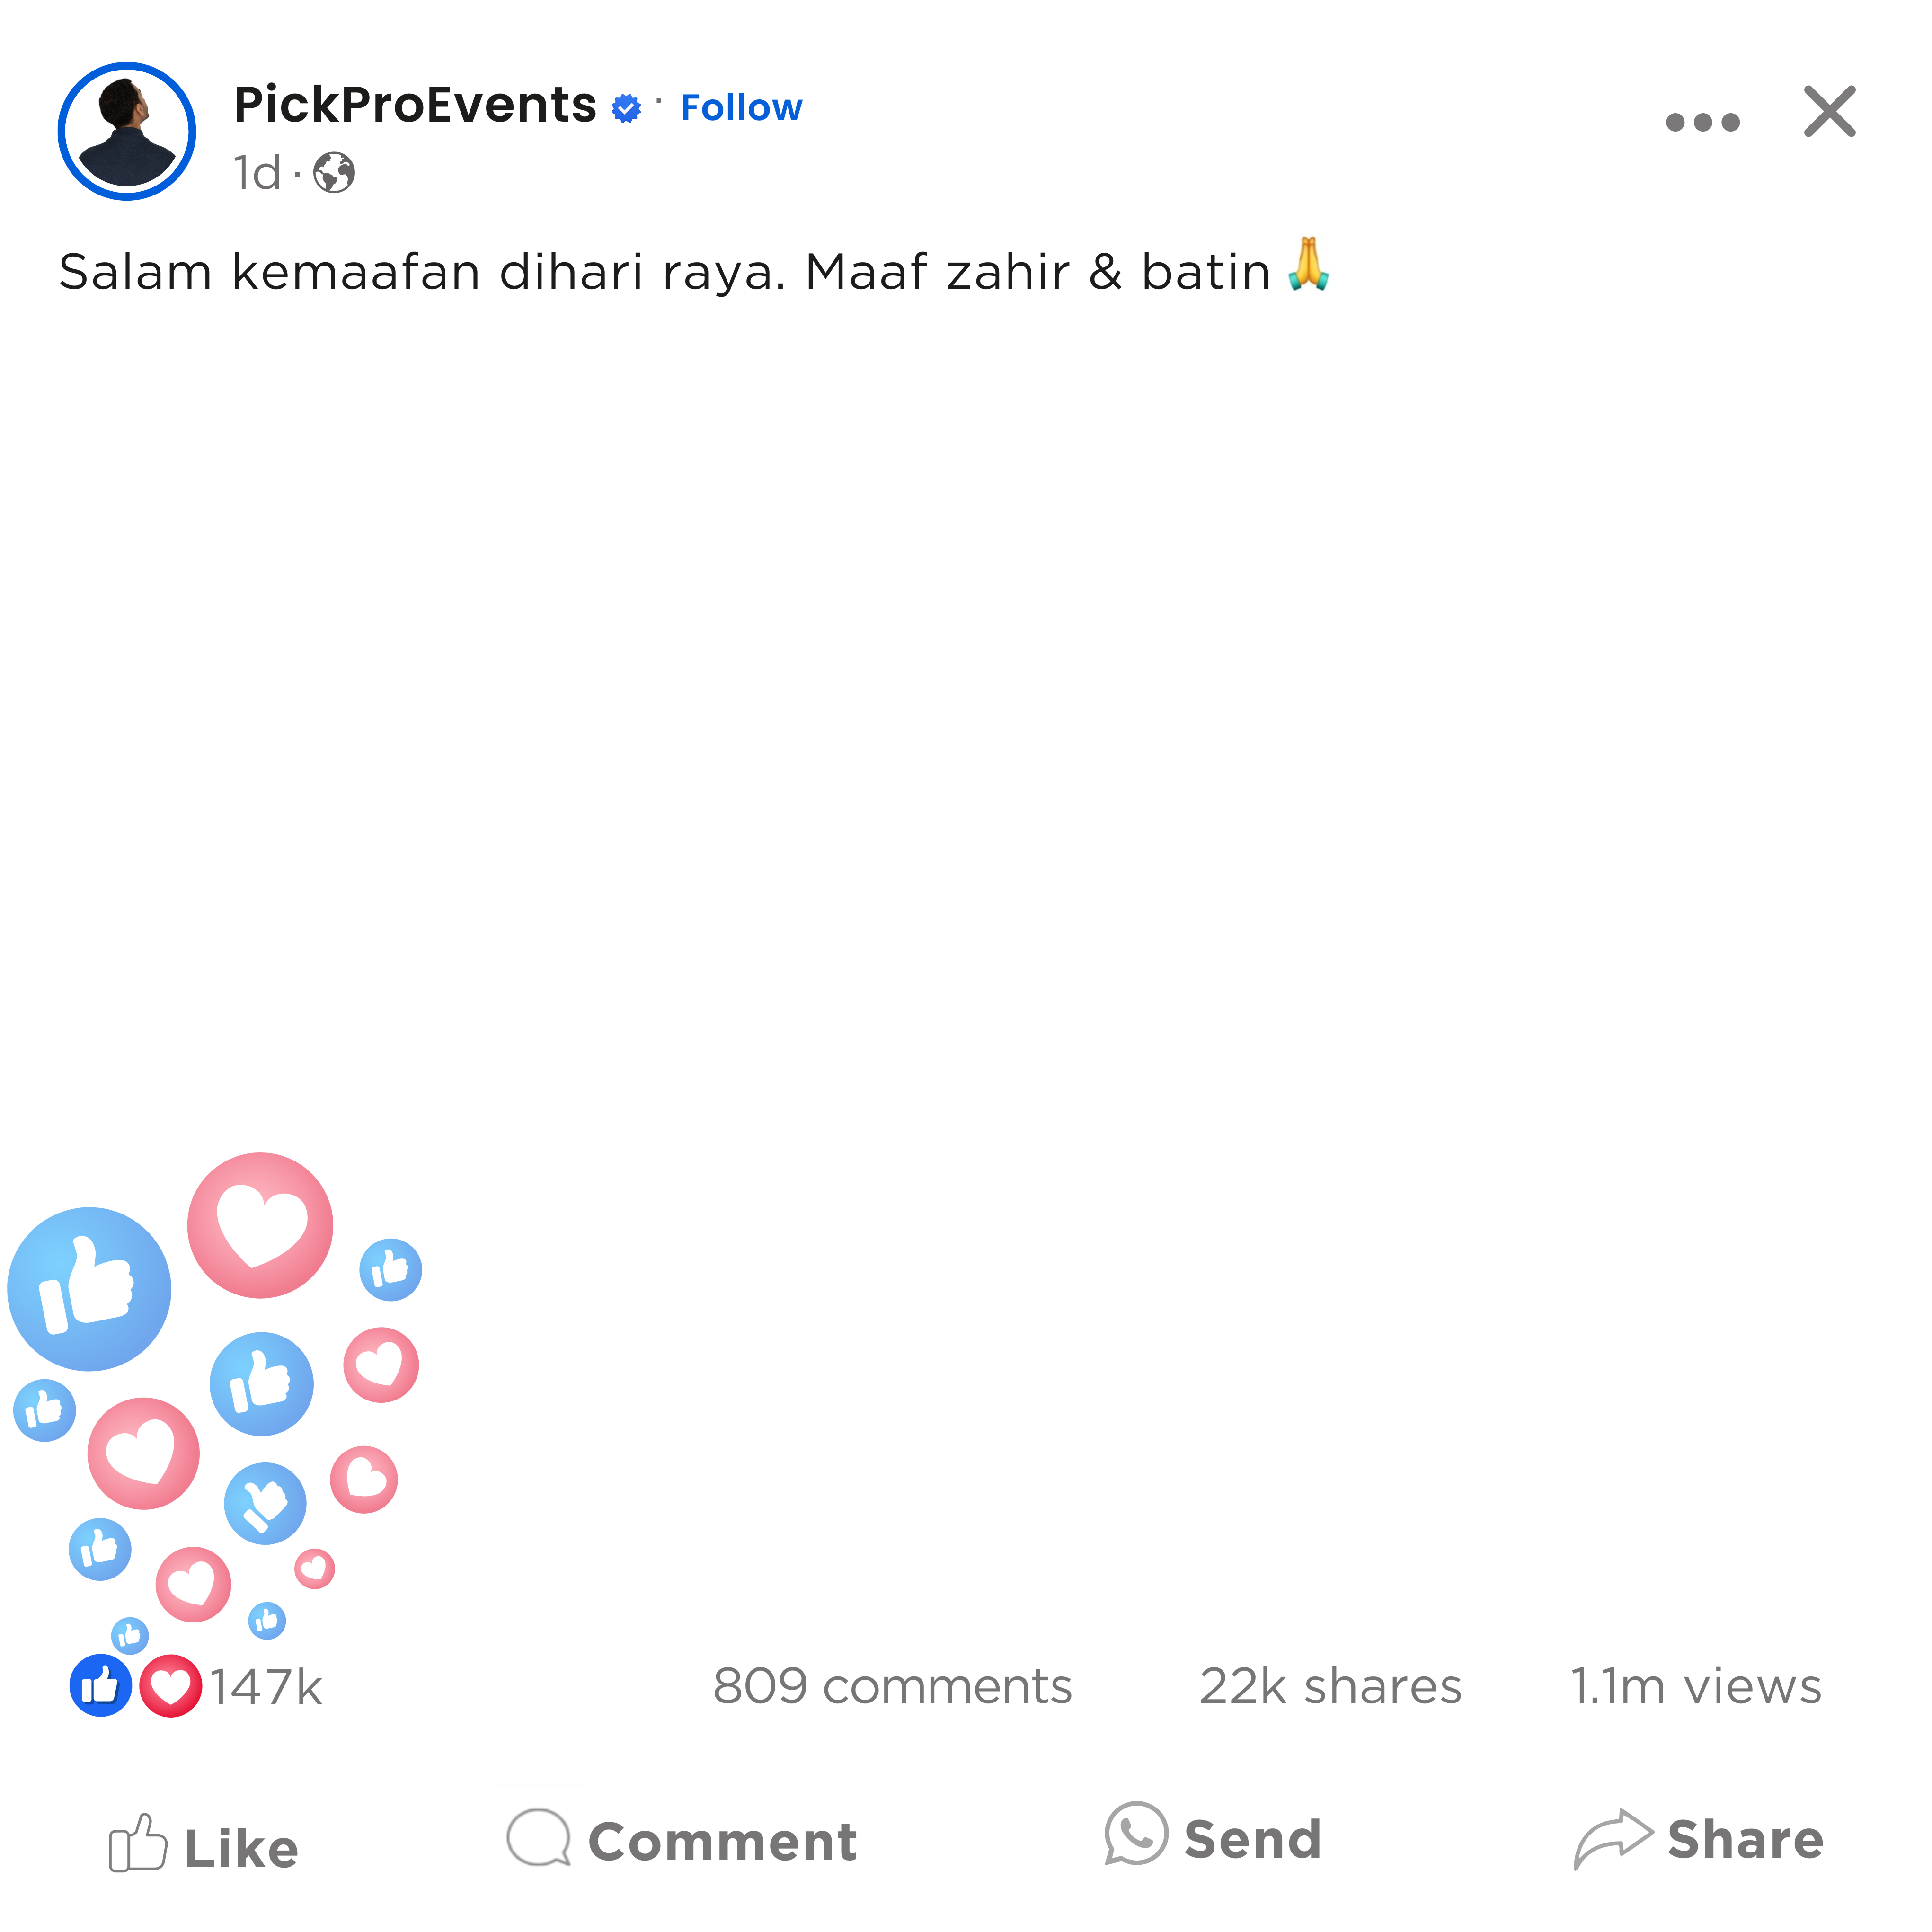 PickProEvents · Follow
1d ·
Salam kemaafan dihari raya. Maaf zahir & batin🙏
147k 809 comments 22k shares 1.1m views
Like Comment Send Share